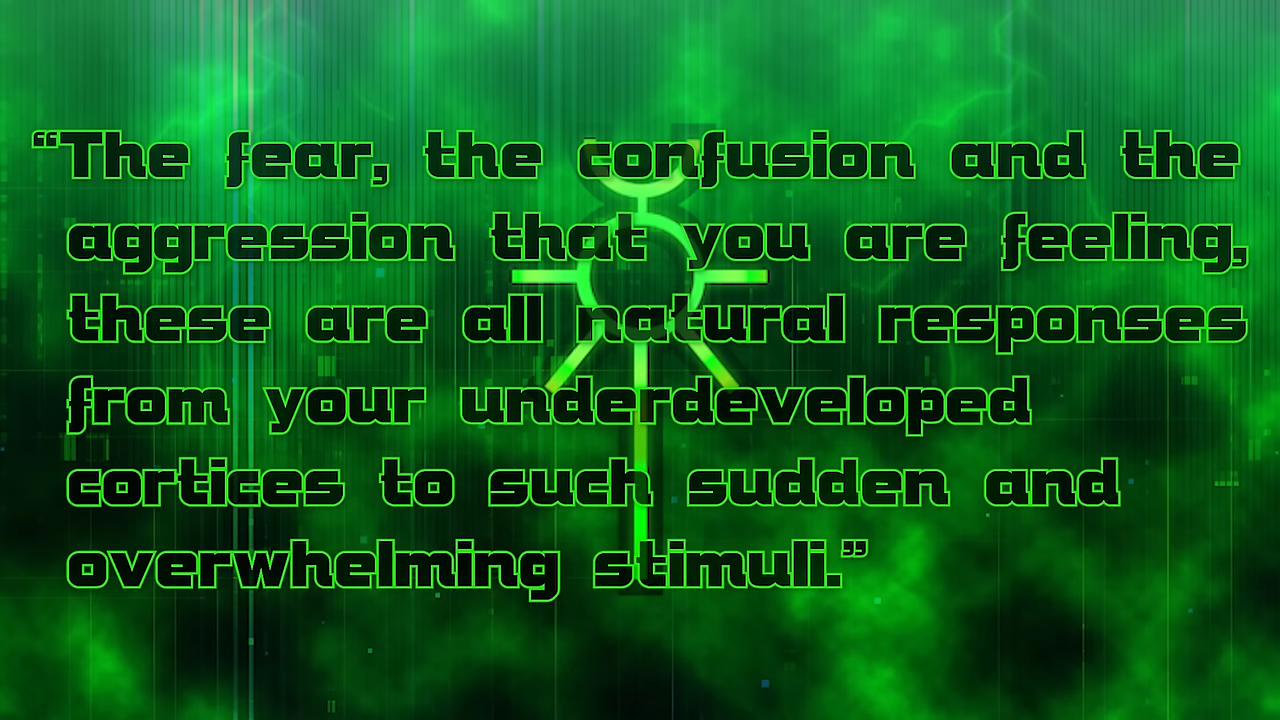 “The fear, the confusion and the
aggression that you are feeling,
these are all natural responses
from your underdeveloped
cortices to such sudden and
overwhelming stimuli.”